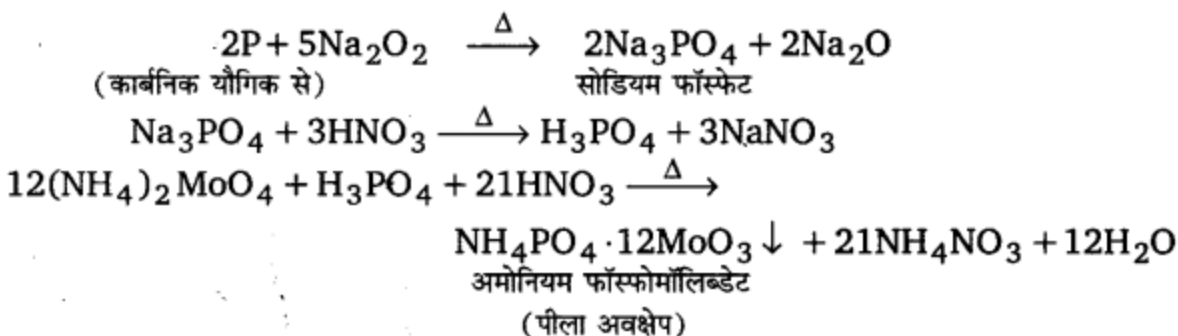 2P + 5Na₂O₂ —Δ→ 2Na₃PO₄ + 2Na₂O
(कार्बनिक यौगिक से) सोडियम फॉस्फेट
Na₃PO₄ + 3HNO₃ —Δ→ H₃PO₄ + 3NaNO₃
12(NH₄)₂MoO₄ + H₃PO₄ + 21HNO₃ —Δ→
NH₄PO₄·12MoO₃↓ + 21NH₄NO₃ + 12H₂O
अमोनियम फॉस्फोमॉलिब्डेट
(पीला अवक्षेप)